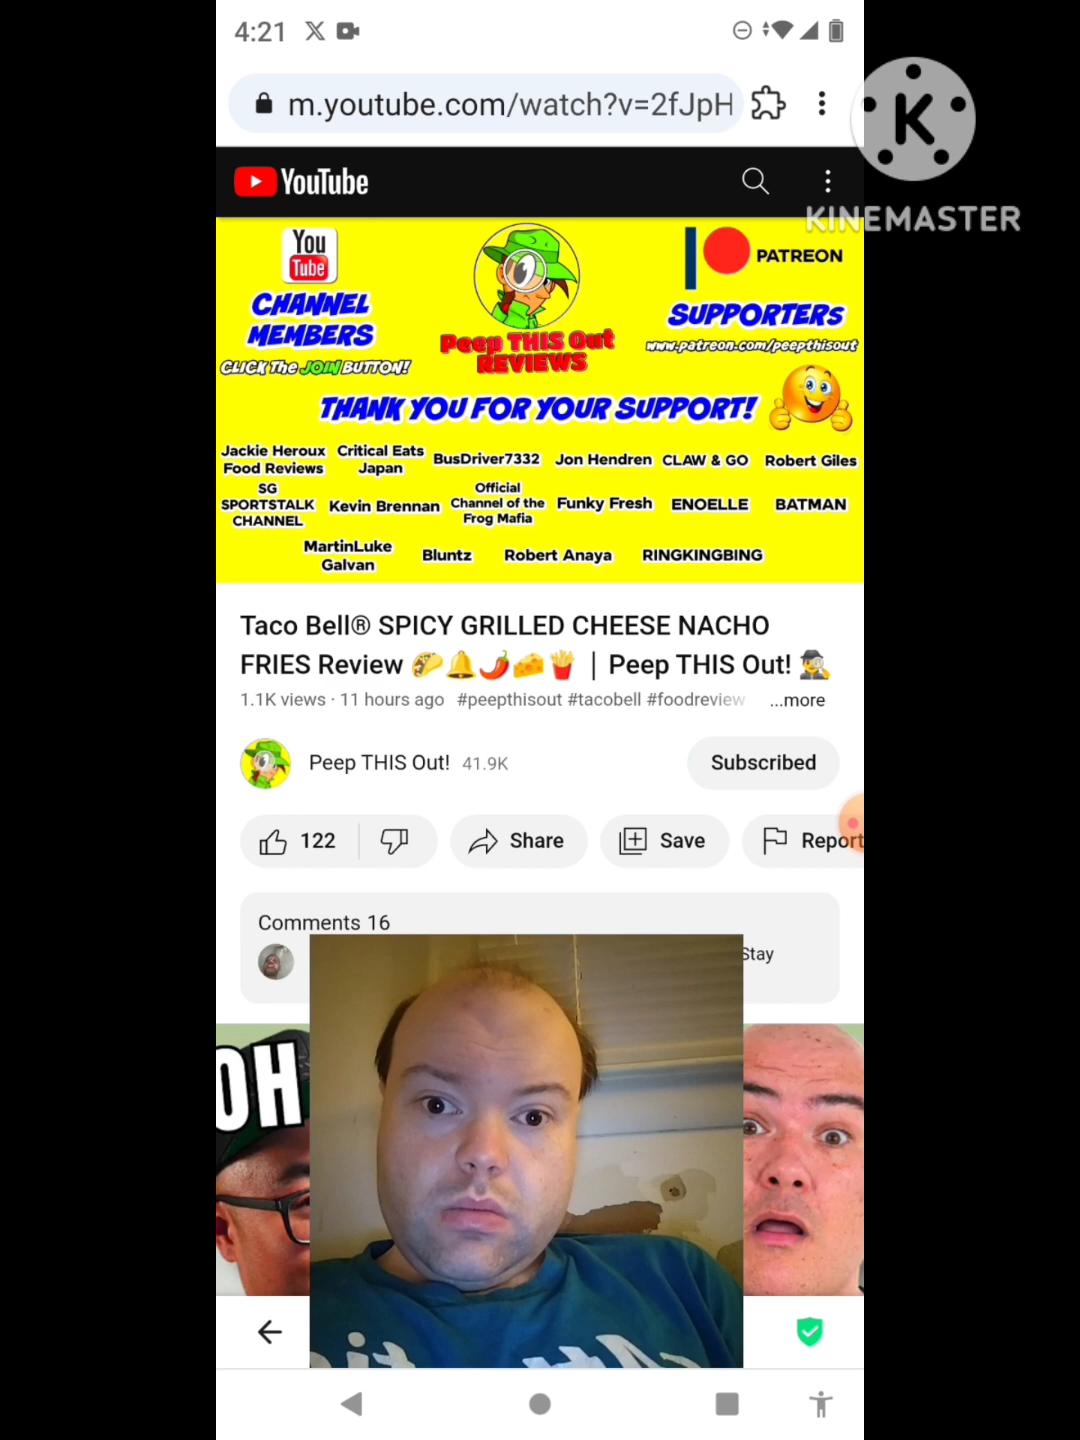 4:21
m.youtube.com/watch?v=2fJpH
K
KINEMASTER
YouTube
You
Tube
CHANNEL
MEMBERS
CLICK The JOIN BUTTON!
Peep THIS Out
REVIEWS
PATREON
SUPPORTERs
www.patreon.com/peepthisout
THANK YOU FOR YOUR SUPPORT!
Jackie Heroux
Food Reviews
Critical Eats
Japan
BusDriver7332
Jon Hendren
CLAW & GO
Robert Giles
SG
SPORTSTALK
CHANNEL
Kevin Brennan
Official
Channel of the
Frog Mafia
Funky Fresh
ENOELLE
BATMAN
MartinLuke
Galvan
Bluntz
Robert Anaya
RINGKINGBING
Taco Bell® SPICY GRILLED CHEESE NACHO
FRIES Review 🌮🔔🌶️🧀🍟 | Peep THIS Out! 🕵️
1.1K views · 11 hours ago #peepthisout #tacobell #foodreview ...more
Peep THIS Out! 41.9K
Subscribed
122
Share
Save
Report
Comments 16
Stay
OH